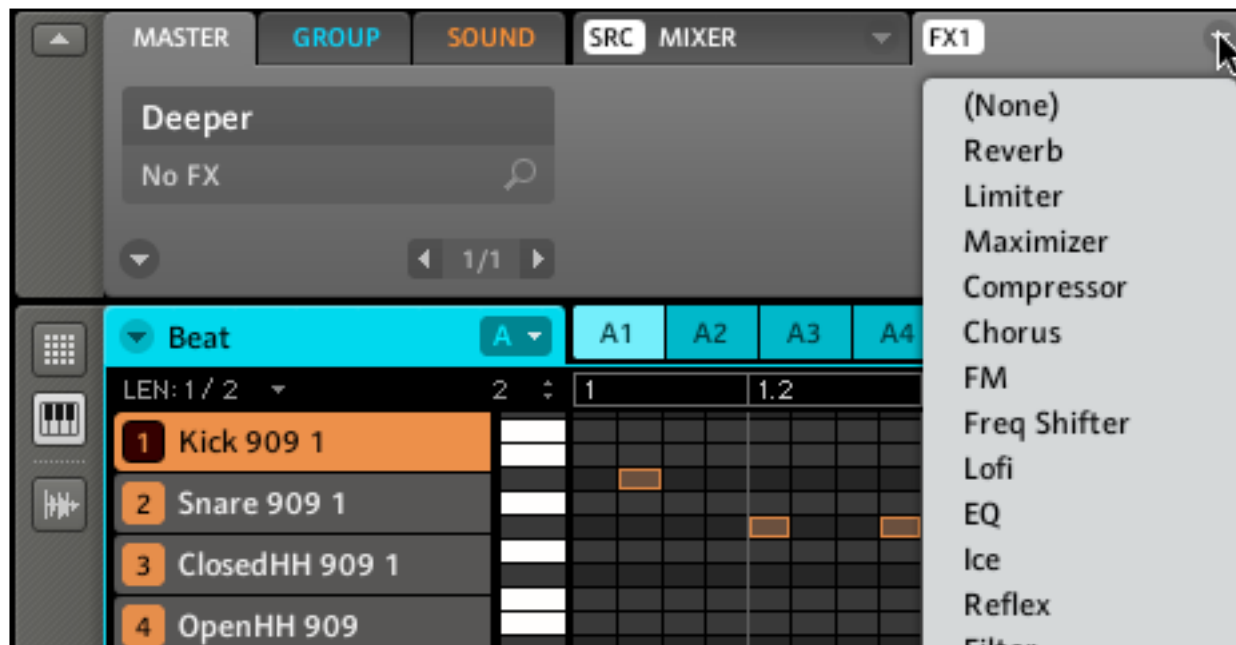 MASTER GROUP SOUND SRC MIXER FX1
Deeper
No FX
1/1
(None)
Reverb
Limiter
Maximizer
Compressor
Chorus
FM
Freq Shifter
Lofi
EQ
Ice
Reflex
Filter
Beat A A1 A2 A3 A4
LEN: 1 / 2 2 1 1.2
1 Kick 909 1
2 Snare 909 1
3 ClosedHH 909 1
4 OpenHH 909